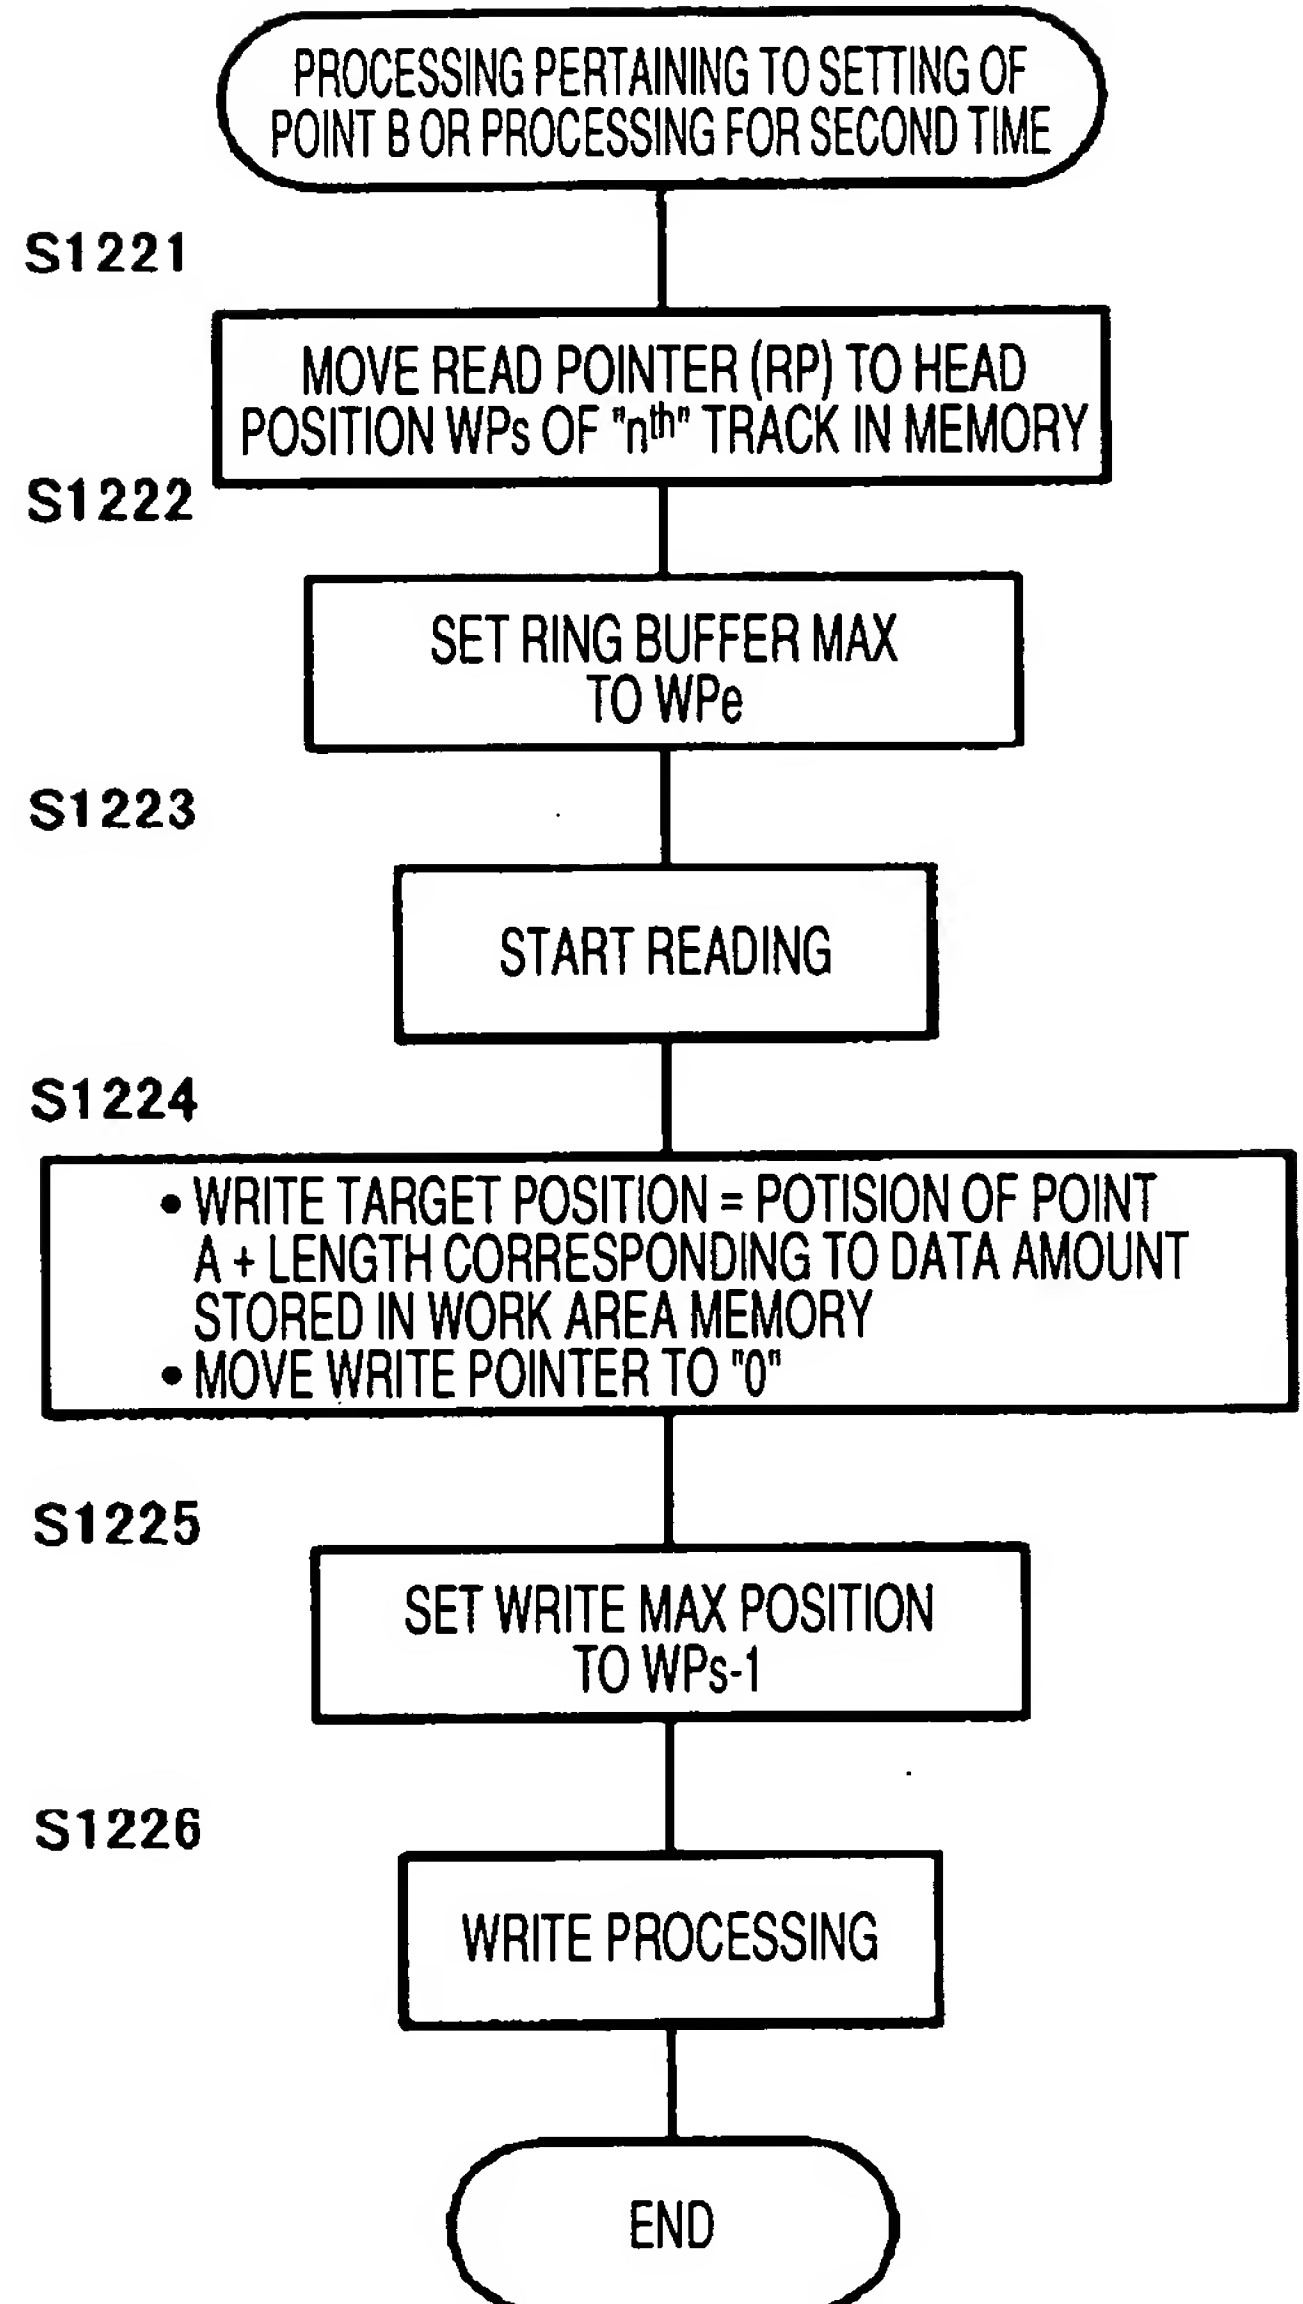 PROCESSING PERTAINING TO SETTING OF
POINT B OR PROCESSING FOR SECOND TIME
S1221
MOVE READ POINTER (RP) TO HEAD
POSITION WPs OF "nth" TRACK IN MEMORY
S1222
SET RING BUFFER MAX
TO WPe
S1223
START READING
S1224
• WRITE TARGET POSITION = POTISION OF POINT
A + LENGTH CORRESPONDING TO DATA AMOUNT
STORED IN WORK AREA MEMORY
• MOVE WRITE POINTER TO "0"
S1225
SET WRITE MAX POSITION
TO WPs-1
S1226
WRITE PROCESSING
END